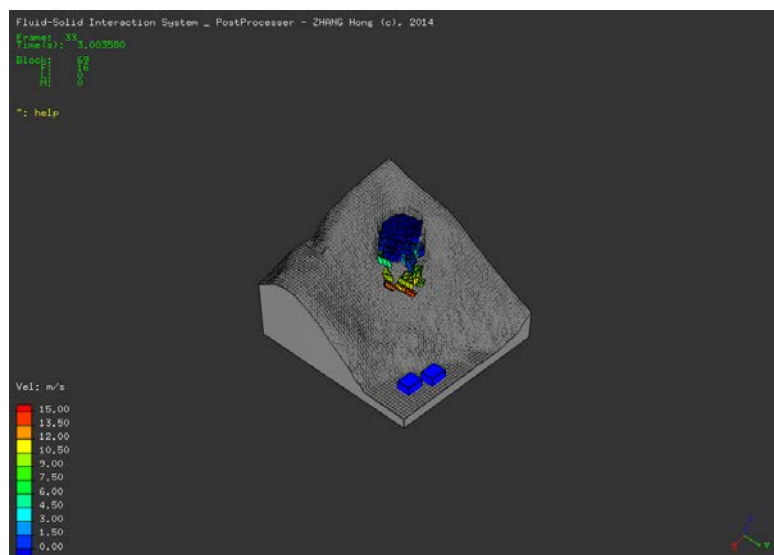 Fluid-Solid Interaction System _ PostProcesser - ZHANG Hong (c), 2014
Frame: 33
Time(s): 3.003580
Block: 69
F: 16
L: 0
M: 0
~: help
Vel: m/s
15.00
13.50
12.00
10.50
9.00
7.50
6.00
4.50
3.00
1.50
0.00